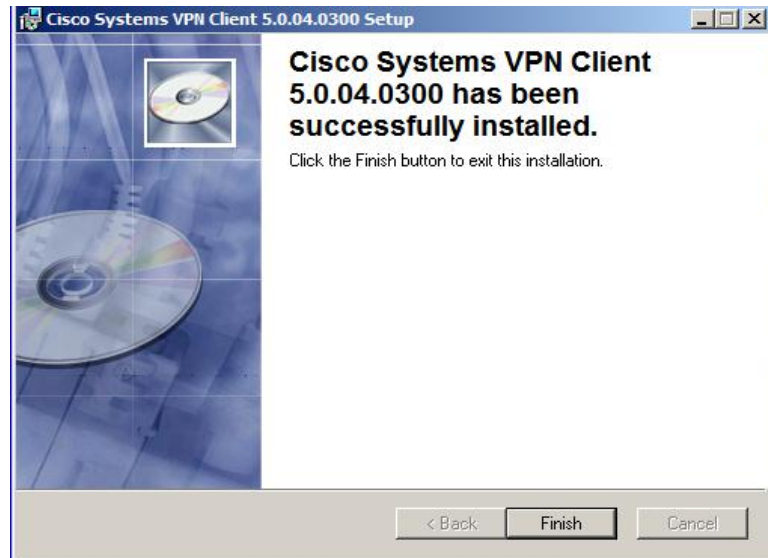 Cisco Systems VPN Client 5.0.04.0300 Setup
Cisco Systems VPN Client
5.0.04.0300 has been
successfully installed.
Click the Finish button to exit this installation.
< Back
Finish
Cancel